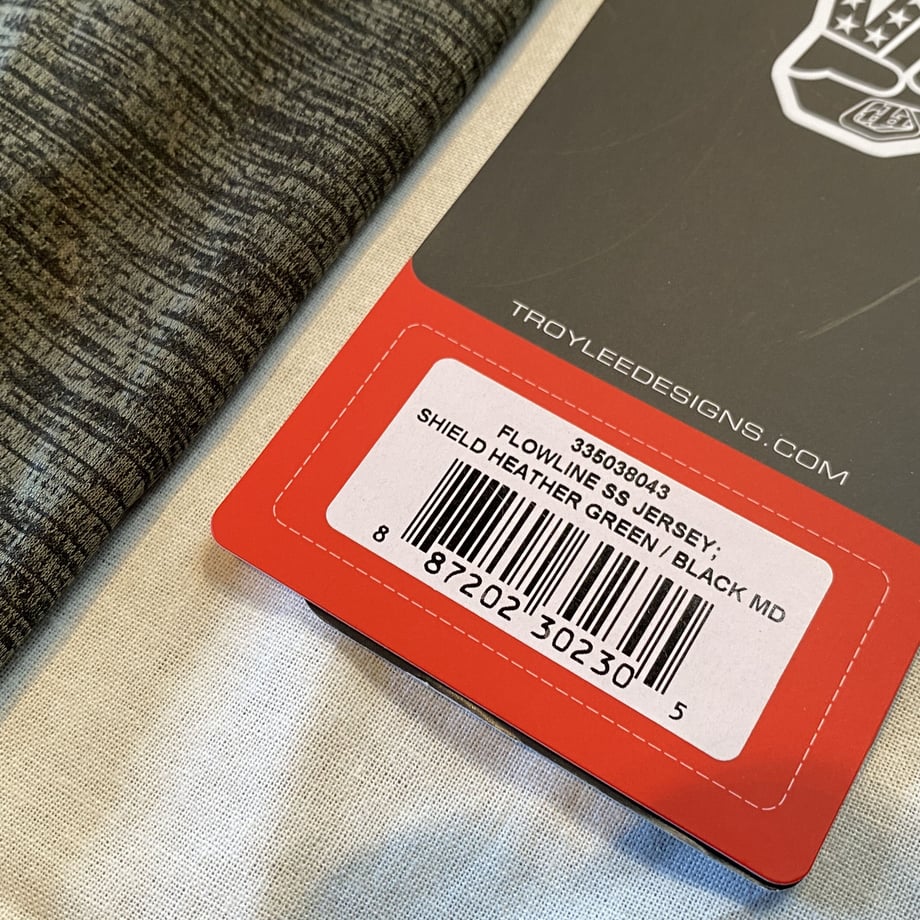 TROYLEEDESIGNS.COM
335038043
FLOWLINE SS JERSEY;
SHIELD HEATHER GREEN / BLACK MD
8 87202 30230 5